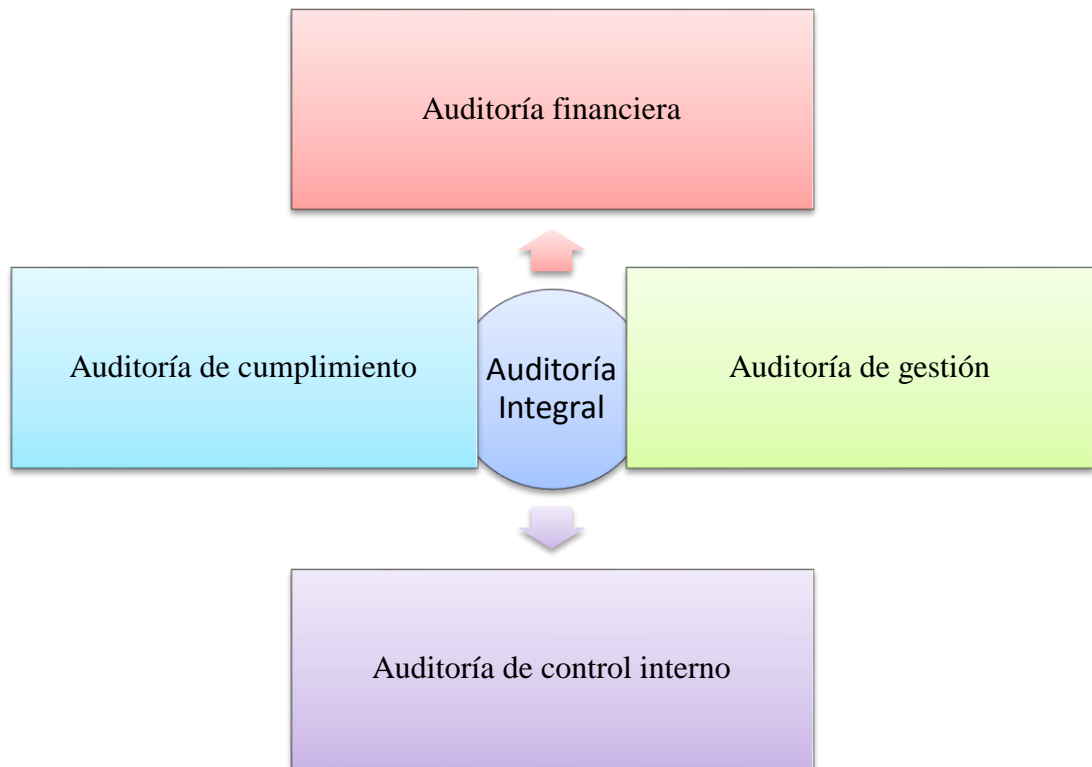 Auditoría financiera
Auditoría de cumplimiento
Auditoría
Integral
Auditoría de gestión
Auditoría de control interno